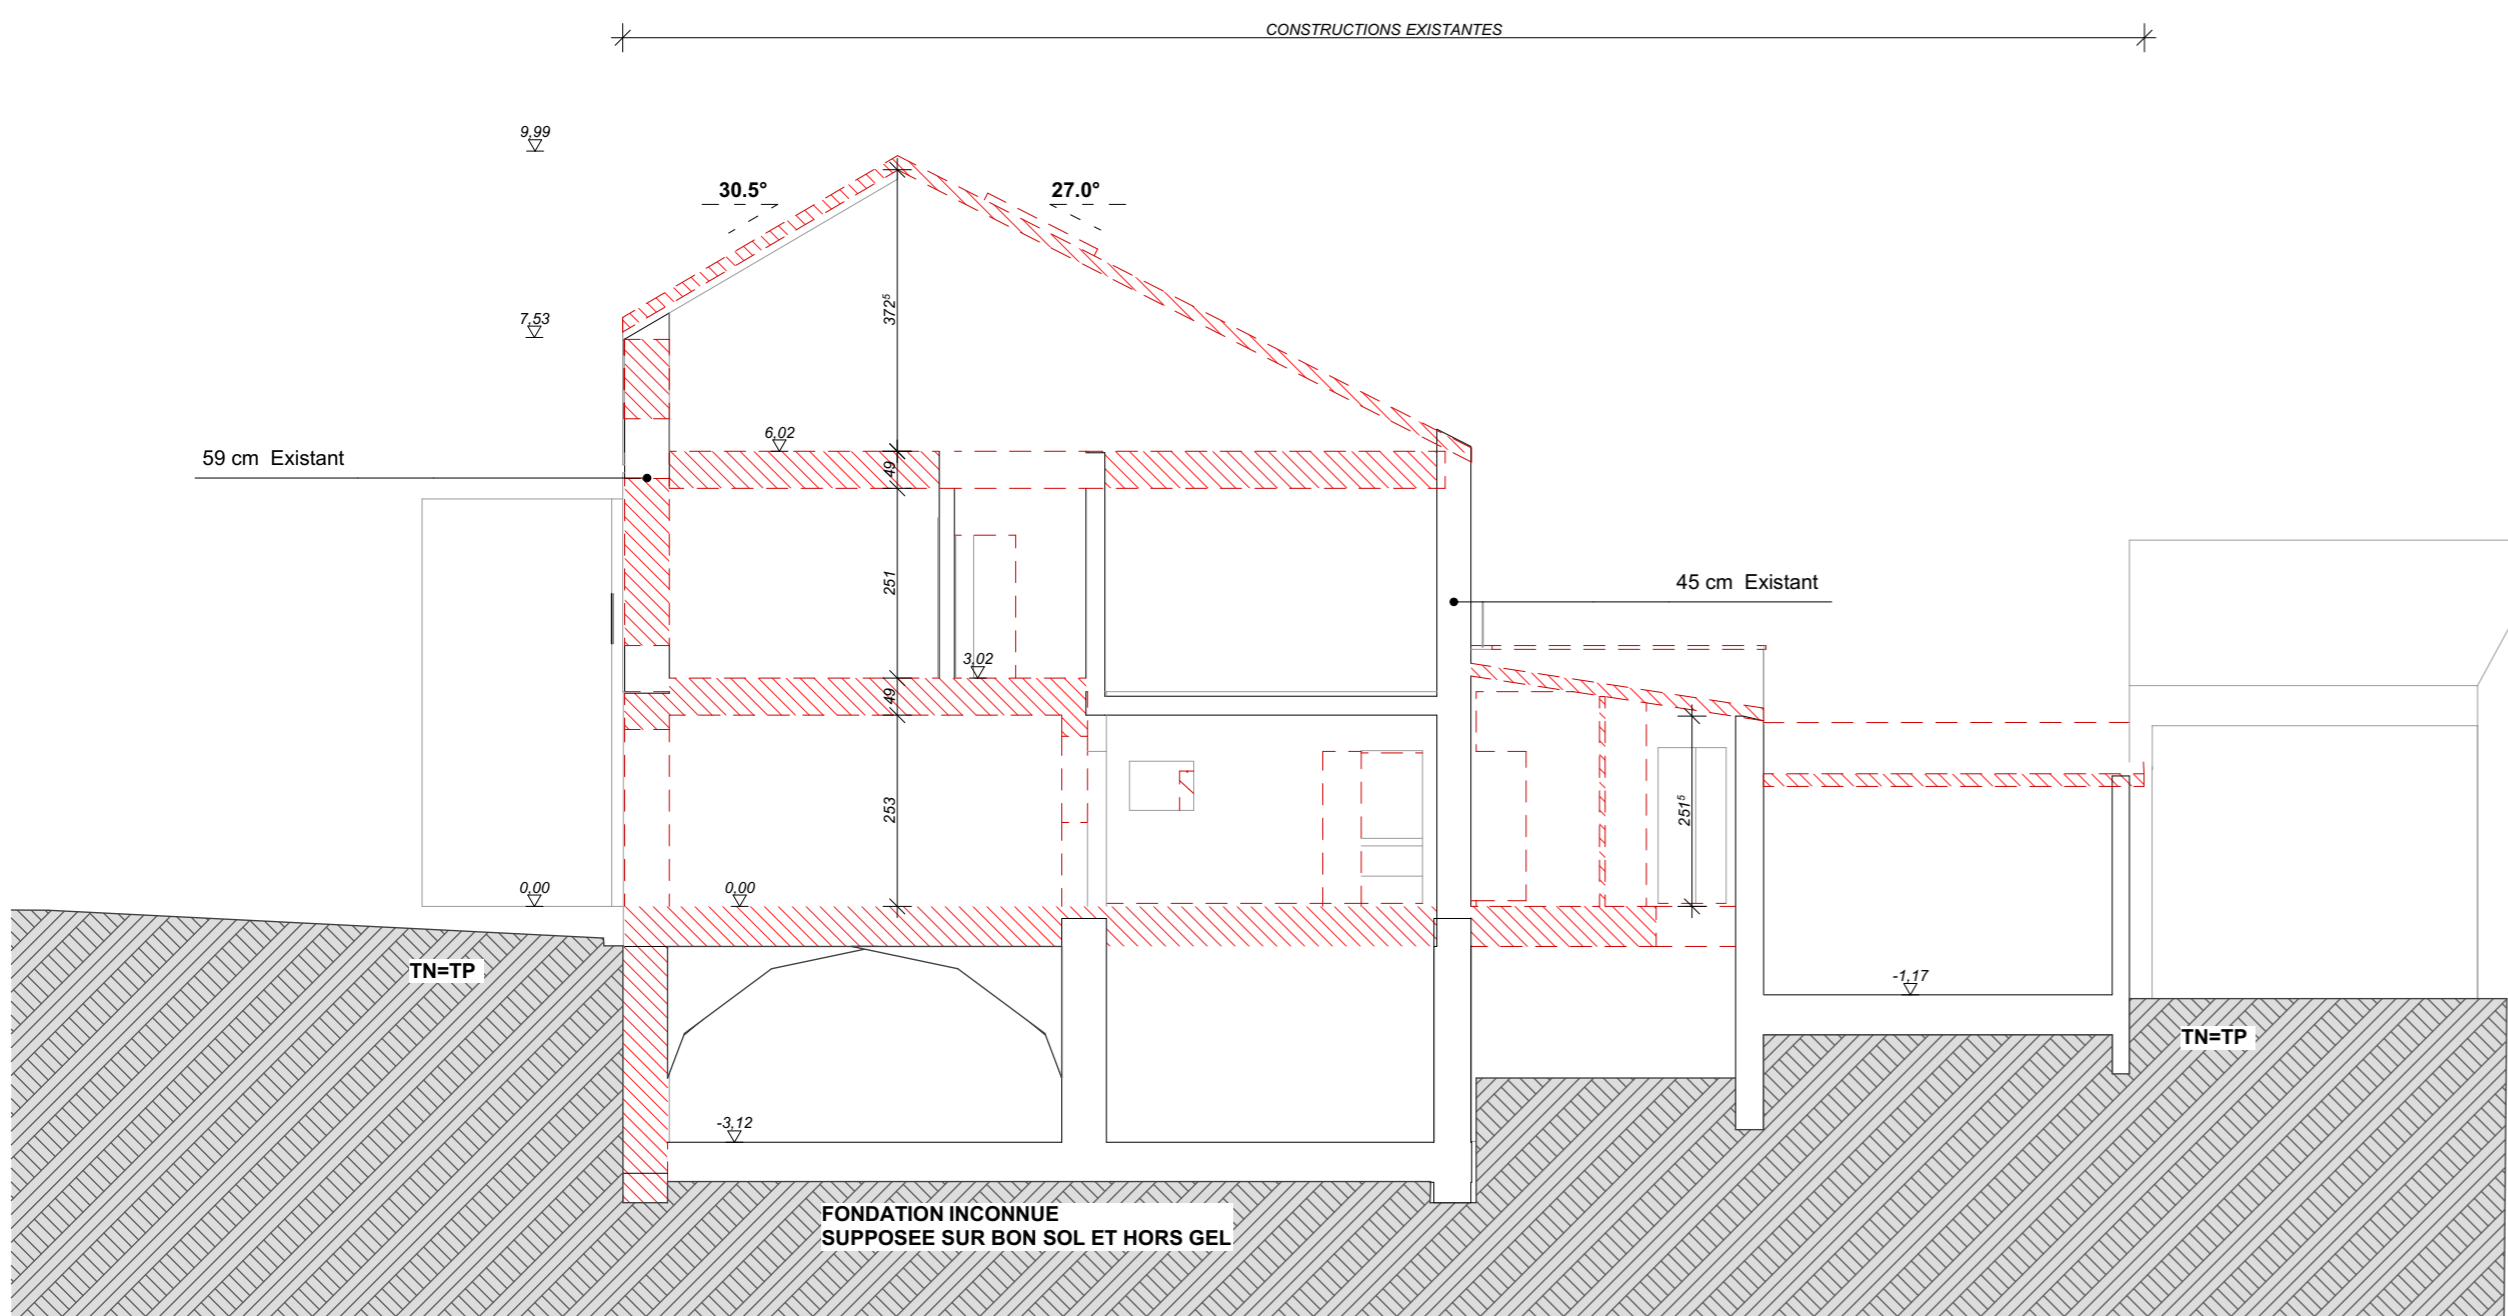 CONSTRUCTIONS EXISTANTES
9,99
30.5°
27.0°
372⁵
7,53
6,02
59 cm Existant
49
251
45 cm Existant
3,02
49
253
251⁵
0,00
0,00
TN=TP
-1,17
TN=TP
-3,12
FONDATION INCONNUE
SUPPOSEE SUR BON SOL ET HORS GEL